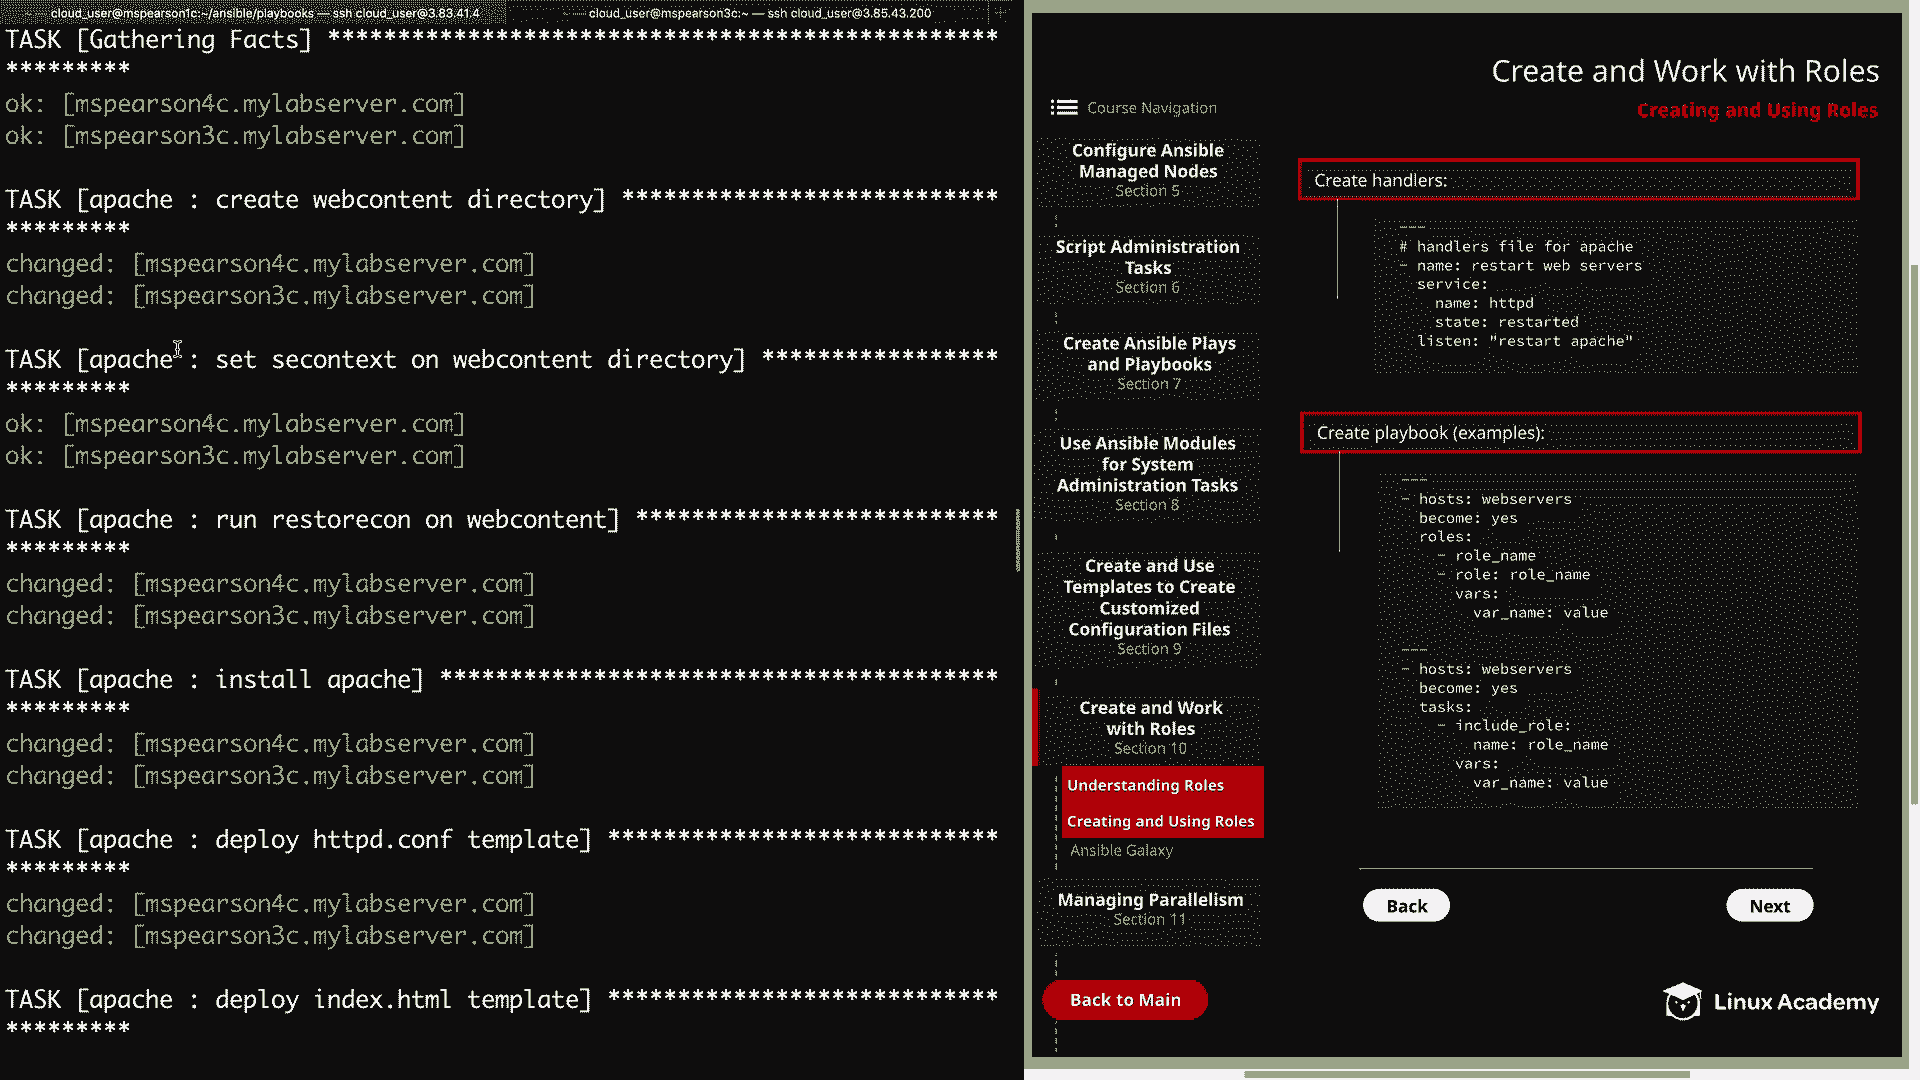 cloud_user@mspearson1c:~/ansible/playbooks — ssh cloud_user@3.83.41.4
cloud_user@mspearson3c:~ — ssh cloud_user@3.85.43.200
TASK [Gathering Facts] ************************************************
*********
ok: [mspearson4c.mylabserver.com]
ok: [mspearson3c.mylabserver.com]
TASK [apache : create webcontent directory] ***************************
*********
changed: [mspearson4c.mylabserver.com]
changed: [mspearson3c.mylabserver.com]
TASK [apache : set secontext on webcontent directory] *****************
*********
ok: [mspearson4c.mylabserver.com]
ok: [mspearson3c.mylabserver.com]
TASK [apache : run restorecon on webcontent] **************************
*********
changed: [mspearson4c.mylabserver.com]
changed: [mspearson3c.mylabserver.com]
TASK [apache : install apache] ****************************************
*********
changed: [mspearson4c.mylabserver.com]
changed: [mspearson3c.mylabserver.com]
TASK [apache : deploy httpd.conf template] ****************************
*********
changed: [mspearson4c.mylabserver.com]
changed: [mspearson3c.mylabserver.com]
TASK [apache : deploy index.html template] ****************************
*********
Create and Work with Roles
Creating and Using Roles
Course Navigation
Configure Ansible
Managed Nodes
Section 5
Script Administration
Tasks
Section 6
Create Ansible Plays
and Playbooks
Section 7
Use Ansible Modules
for System
Administration Tasks
Section 8
Create and Use
Templates to Create
Customized
Configuration Files
Section 9
Create and Work
with Roles
Section 10
Understanding Roles
Creating and Using Roles
Ansible Galaxy
Managing Parallelism
Section 11
Back to Main
Create handlers:
---
# handlers file for apache
- name: restart web servers
  service:
    name: httpd
    state: restarted
  listen: "restart apache"
Create playbook (examples):
---
- hosts: webservers
  become: yes
  roles:
    - role_name
    - role: role_name
      vars:
        var_name: value
---
- hosts: webservers
  become: yes
  tasks:
    - include_role:
        name: role_name
      vars:
        var_name: value
Back
Next
Linux Academy